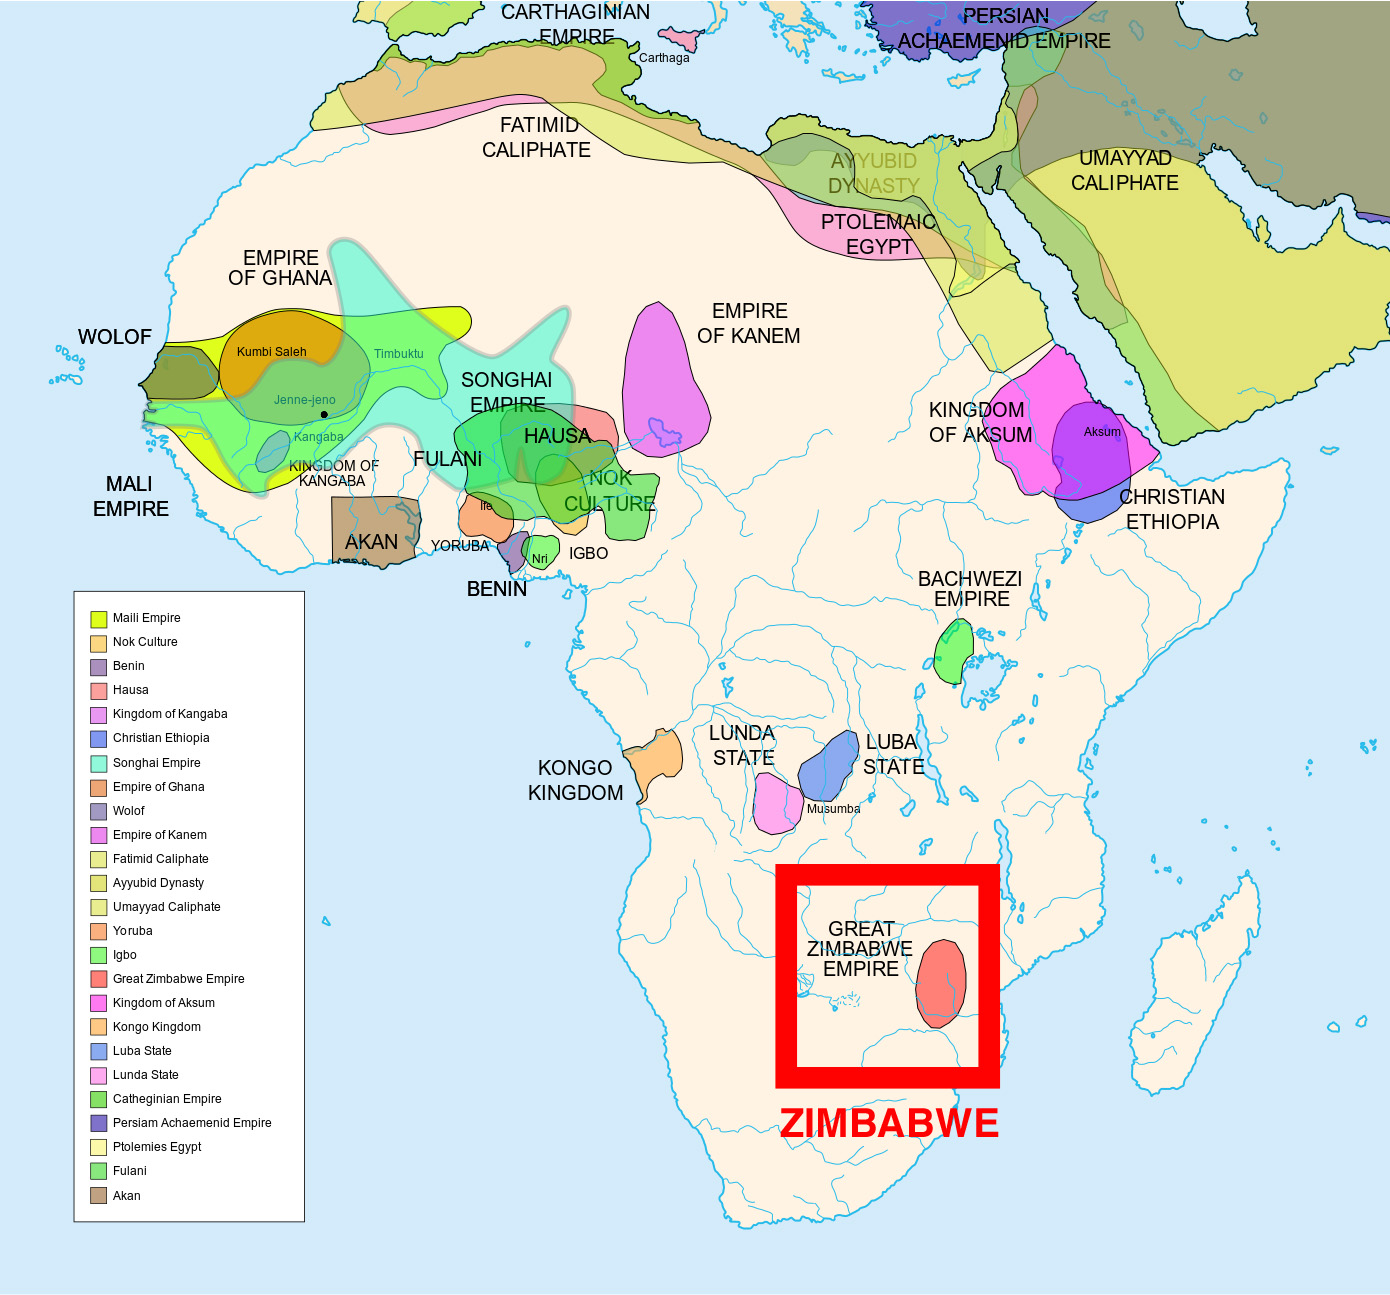 CARTHAGINIAN
EMPIRE
Carthaga
PERSIAN
ACHAEMENID EMPIRE
FATIMID
CALIPHATE
AYYUBID
DYNASTY
UMAYYAD
CALIPHATE
PTOLEMAIC
EGYPT
EMPIRE
OF GHANA
WOLOF
Kumbi Saleh
Timbuktu
EMPIRE
OF KANEM
SONGHAI
EMPIRE
Jenne-jeno
Kangaba
KINGDOM OF
KANGABA
HAUSA
FULANi
NOK
CULTURE
KINGDOM
OF AKSUM
Aksum
CHRISTIAN
ETHIOPIA
MALI
EMPIRE
AKAN
Ife
YORUBA
Nri
IGBO
BENIN
BACHWEZI
EMPIRE
LUNDA
STATE
LUBA
STATE
Musumba
KONGO
KINGDOM
GREAT
ZIMBABWE
EMPIRE
ZIMBABWE
Maili Empire
Nok Culture
Benin
Hausa
Kingdom of Kangaba
Christian Ethiopia
Songhai Empire
Empire of Ghana
Wolof
Empire of Kanem
Fatimid Caliphate
Ayyubid Dynasty
Umayyad Caliphate
Yoruba
Igbo
Great Zimbabwe Empire
Kingdom of Aksum
Kongo Kingdom
Luba State
Lunda State
Catheginian Empire
Persiam Achaemenid Empire
Ptolemies Egypt
Fulani
Akan